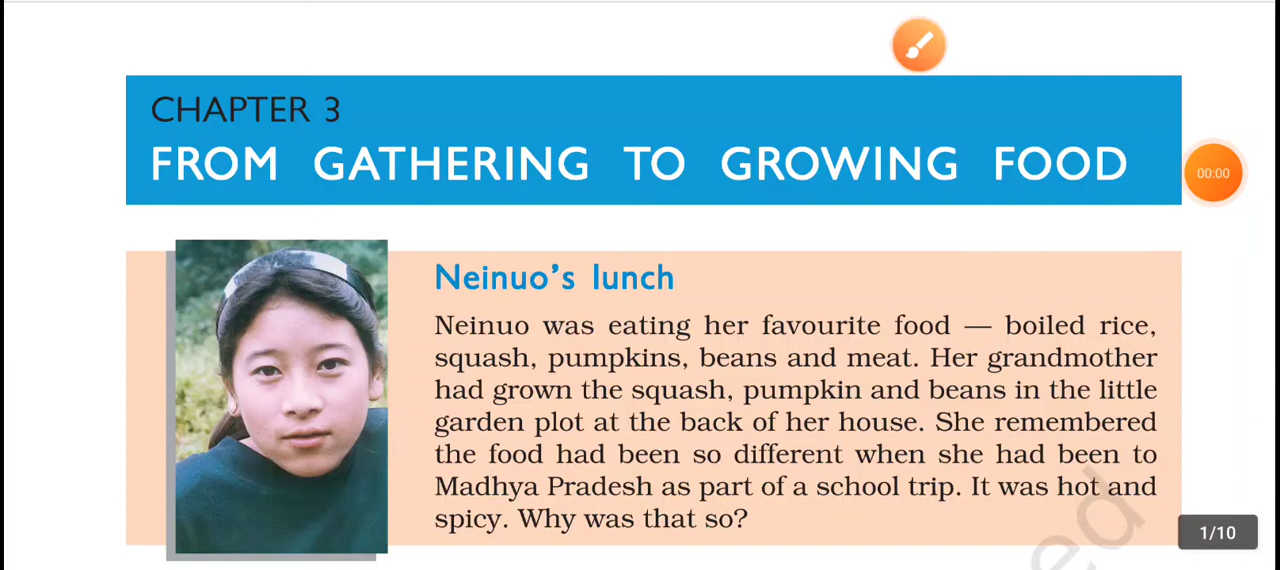 CHAPTER 3
FROM GATHERING TO GROWING FOOD
00:00
Neinuo’s lunch
Neinuo was eating her favourite food — boiled rice,
squash, pumpkins, beans and meat. Her grandmother
had grown the squash, pumpkin and beans in the little
garden plot at the back of her house. She remembered
the food had been so different when she had been to
Madhya Pradesh as part of a school trip. It was hot and
spicy. Why was that so?
1/10